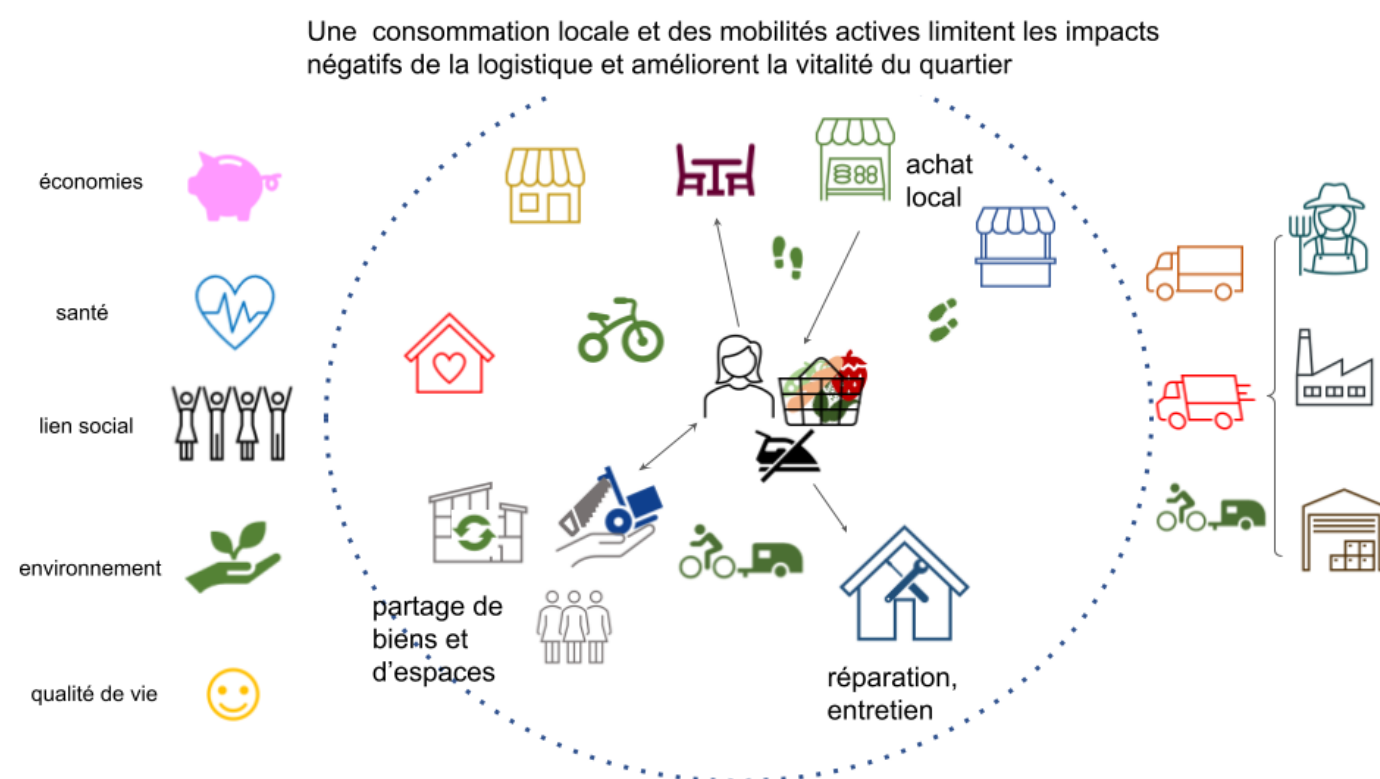 Une  consommation locale et des mobilités actives limitent les impacts
négatifs de la logistique et améliorent la vitalité du quartier
économies
santé
lien social
environnement
qualité de vie
achat
local
partage de
biens et
d'espaces
réparation,
entretien